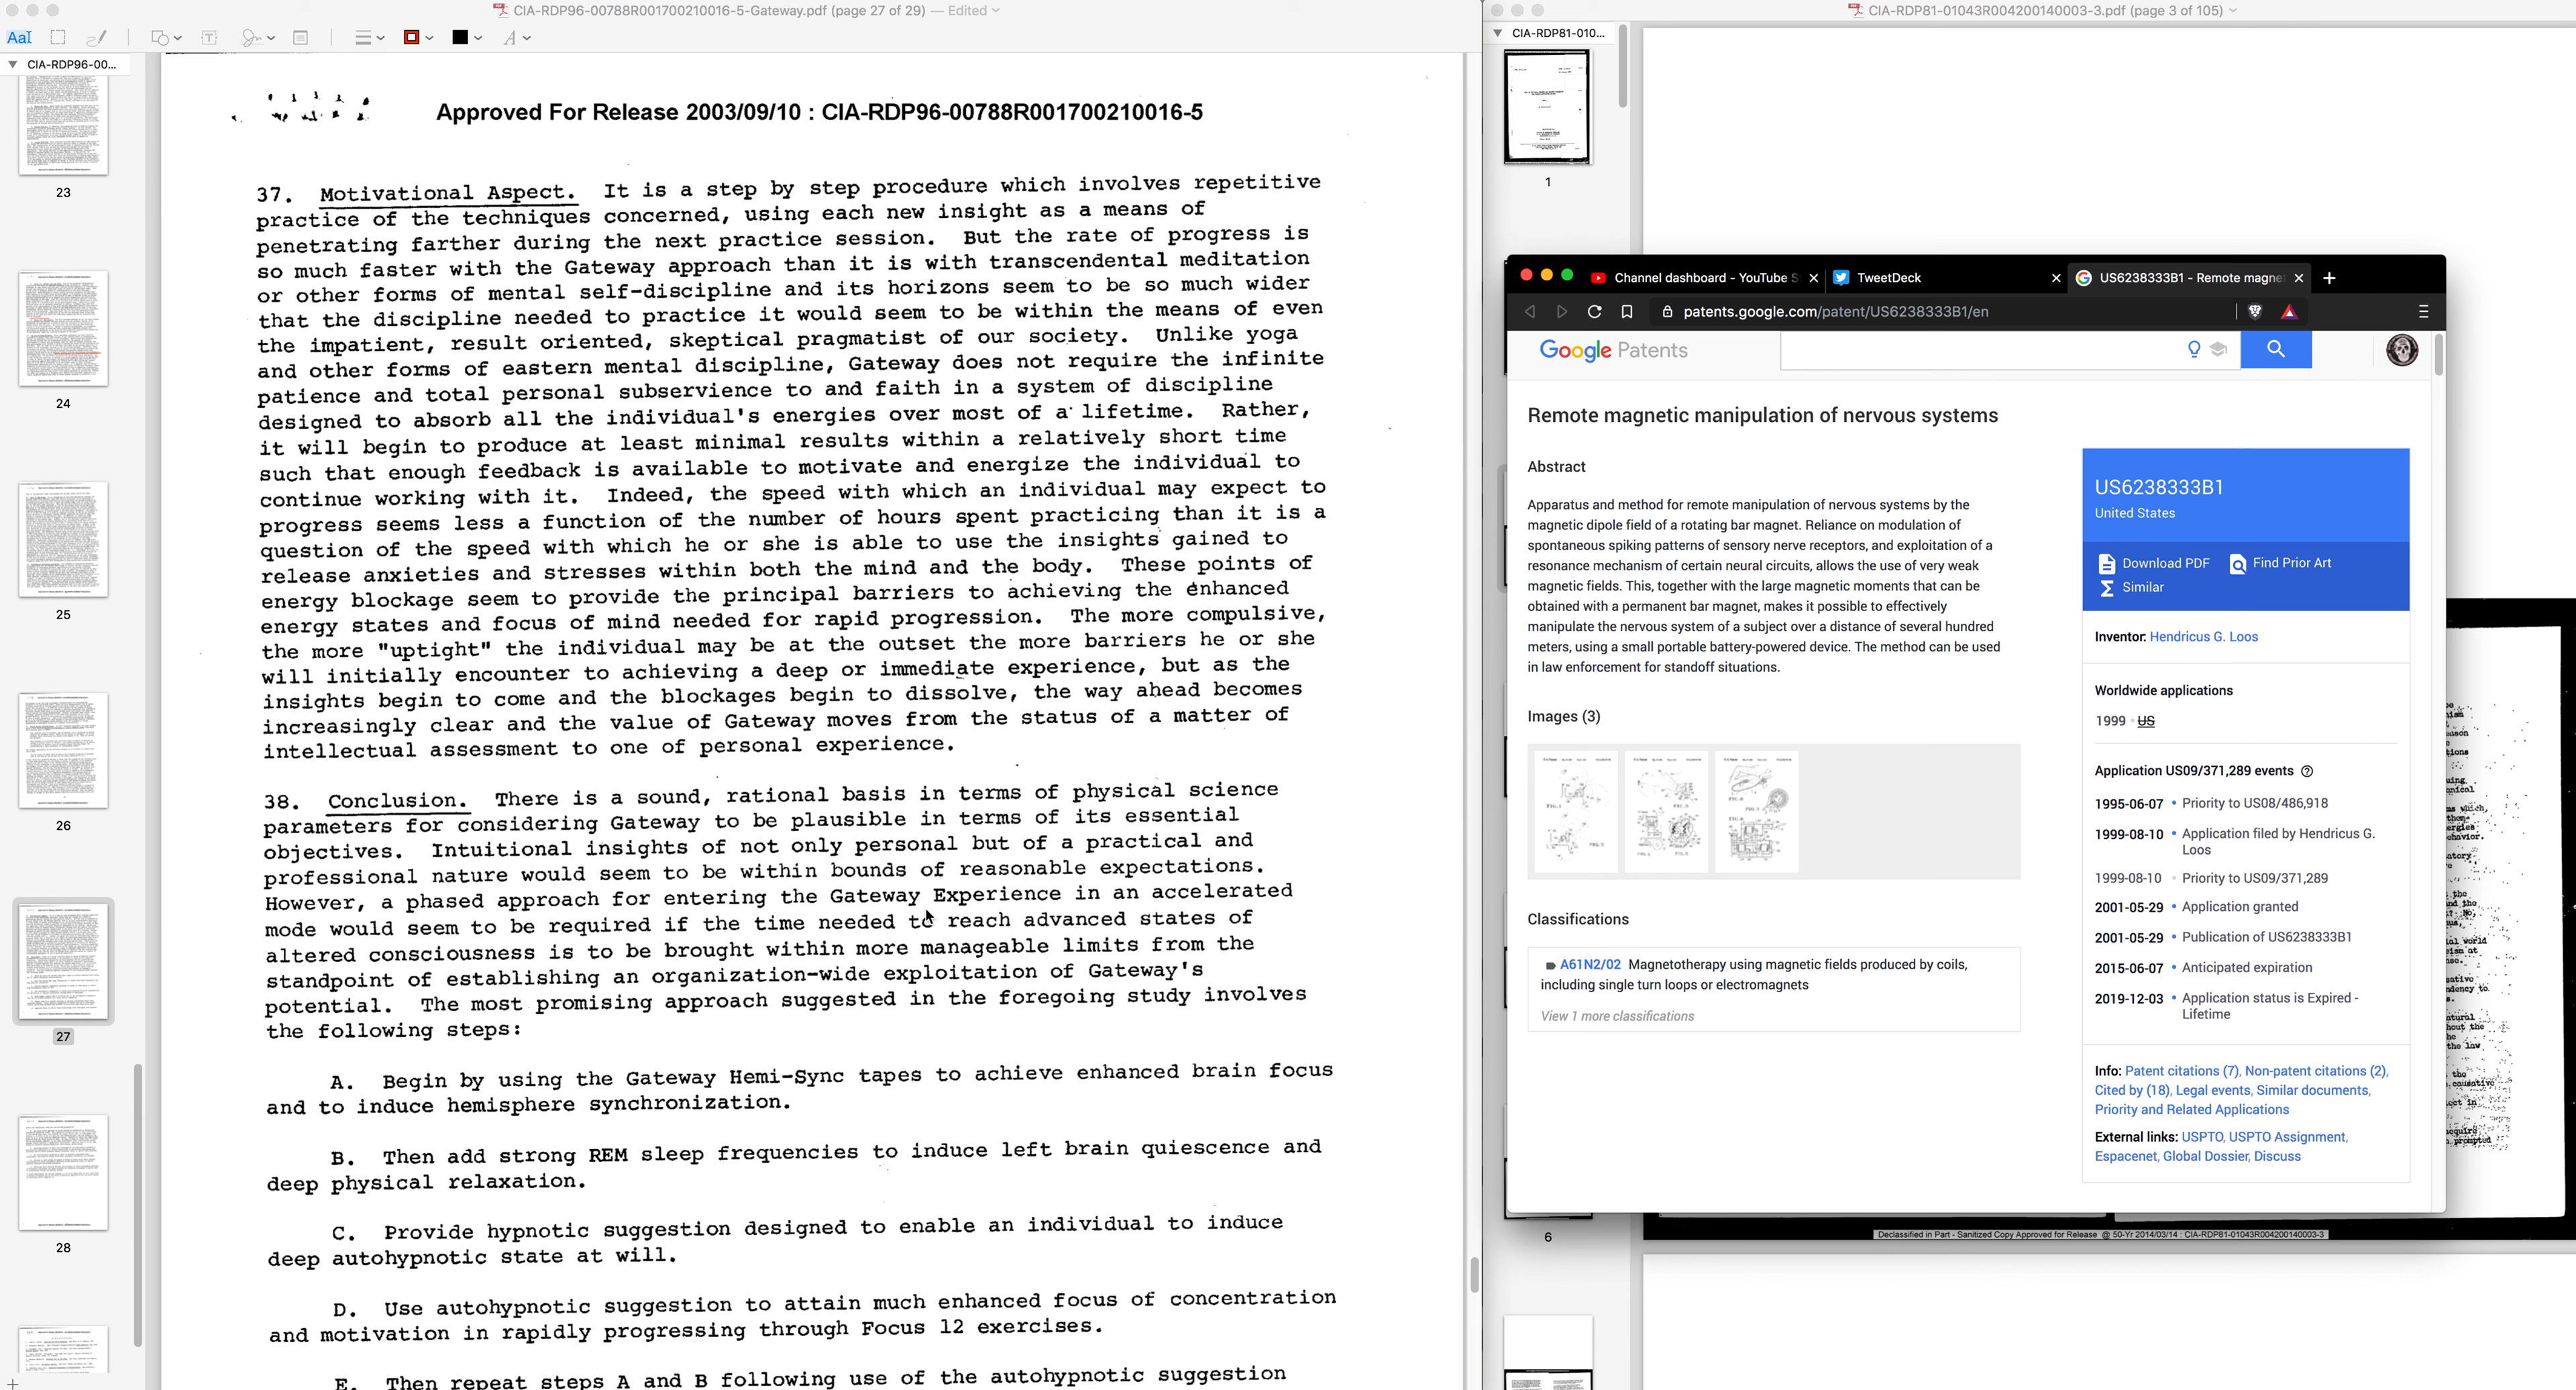 CIA-RDP96-00788R001700210016-5-Gateway.pdf (page 27 of 29) — Edited
AaI
A
CIA-RDP96-00...
23
24
25
26
27
28
Approved For Release 2003/09/10 : CIA-RDP96-00788R001700210016-5
37. Motivational Aspect. It is a step by step procedure which involves repetitive
practice of the techniques concerned, using each new insight as a means of
penetrating farther during the next practice session. But the rate of progress is
so much faster with the Gateway approach than it is with transcendental meditation
or other forms of mental self-discipline and its horizons seem to be so much wider
that the discipline needed to practice it would seem to be within the means of even
the impatient, result oriented, skeptical pragmatist of our society. Unlike yoga
and other forms of eastern mental discipline, Gateway does not require the infinite
patience and total personal subservience to and faith in a system of discipline
designed to absorb all the individual's energies over most of a lifetime. Rather,
it will begin to produce at least minimal results within a relatively short time
such that enough feedback is available to motivate and energize the individual to
continue working with it. Indeed, the speed with which an individual may expect to
progress seems less a function of the number of hours spent practicing than it is a
question of the speed with which he or she is able to use the insights gained to
release anxieties and stresses within both the mind and the body. These points of
energy blockage seem to provide the principal barriers to achieving the enhanced
energy states and focus of mind needed for rapid progression. The more compulsive,
the more "uptight" the individual may be at the outset the more barriers he or she
will initially encounter to achieving a deep or immediate experience, but as the
insights begin to come and the blockages begin to dissolve, the way ahead becomes
increasingly clear and the value of Gateway moves from the status of a matter of
intellectual assessment to one of personal experience.
38. Conclusion. There is a sound, rational basis in terms of physical science
parameters for considering Gateway to be plausible in terms of its essential
objectives. Intuitional insights of not only personal but of a practical and
professional nature would seem to be within bounds of reasonable expectations.
However, a phased approach for entering the Gateway Experience in an accelerated
mode would seem to be required if the time needed to reach advanced states of
altered consciousness is to be brought within more manageable limits from the
standpoint of establishing an organization-wide exploitation of Gateway's
potential. The most promising approach suggested in the foregoing study involves
the following steps:
A. Begin by using the Gateway Hemi-Sync tapes to achieve enhanced brain focus
and to induce hemisphere synchronization.
B. Then add strong REM sleep frequencies to induce left brain quiescence and
deep physical relaxation.
C. Provide hypnotic suggestion designed to enable an individual to induce
deep autohypnotic state at will.
D. Use autohypnotic suggestion to attain much enhanced focus of concentration
and motivation in rapidly progressing through Focus 12 exercises.
E. Then repeat steps A and B following use of the autohypnotic suggestion
CIA-RDP81-01043R004200140003-3.pdf (page 3 of 105)
CIA-RDP81-010...
1
6
Channel dashboard - YouTube S
TweetDeck
US6238333B1 - Remote magne
patents.google.com/patent/US6238333B1/en
Google Patents
Remote magnetic manipulation of nervous systems
Abstract
Apparatus and method for remote manipulation of nervous systems by the
magnetic dipole field of a rotating bar magnet. Reliance on modulation of
spontaneous spiking patterns of sensory nerve receptors, and exploitation of a
resonance mechanism of certain neural circuits, allows the use of very weak
magnetic fields. This, together with the large magnetic moments that can be
obtained with a permanent bar magnet, makes it possible to effectively
manipulate the nervous system of a subject over a distance of several hundred
meters, using a small portable battery-powered device. The method can be used
in law enforcement for standoff situations.
Images (3)
Classifications
A61N2/02 Magnetotherapy using magnetic fields produced by coils,
including single turn loops or electromagnets
View 1 more classifications
US6238333B1
United States
Download PDF Find Prior Art
Similar
Inventor: Hendricus G. Loos
Worldwide applications
1999 US
Application US09/371,289 events
1995-06-07 • Priority to US08/486,918
1999-08-10 • Application filed by Hendricus G.
Loos
1999-08-10 • Priority to US09/371,289
2001-05-29 • Application granted
2001-05-29 • Publication of US6238333B1
2015-06-07 • Anticipated expiration
2019-12-03 • Application status is Expired -
Lifetime
Info: Patent citations (7), Non-patent citations (2),
Cited by (18), Legal events, Similar documents,
Priority and Related Applications
External links: USPTO, USPTO Assignment,
Espacenet, Global Dossier, Discuss
Declassified in Part - Sanitized Copy Approved for Release @ 50-Yr 2014/03/14 : CIA-RDP81-01043R004200140003-3